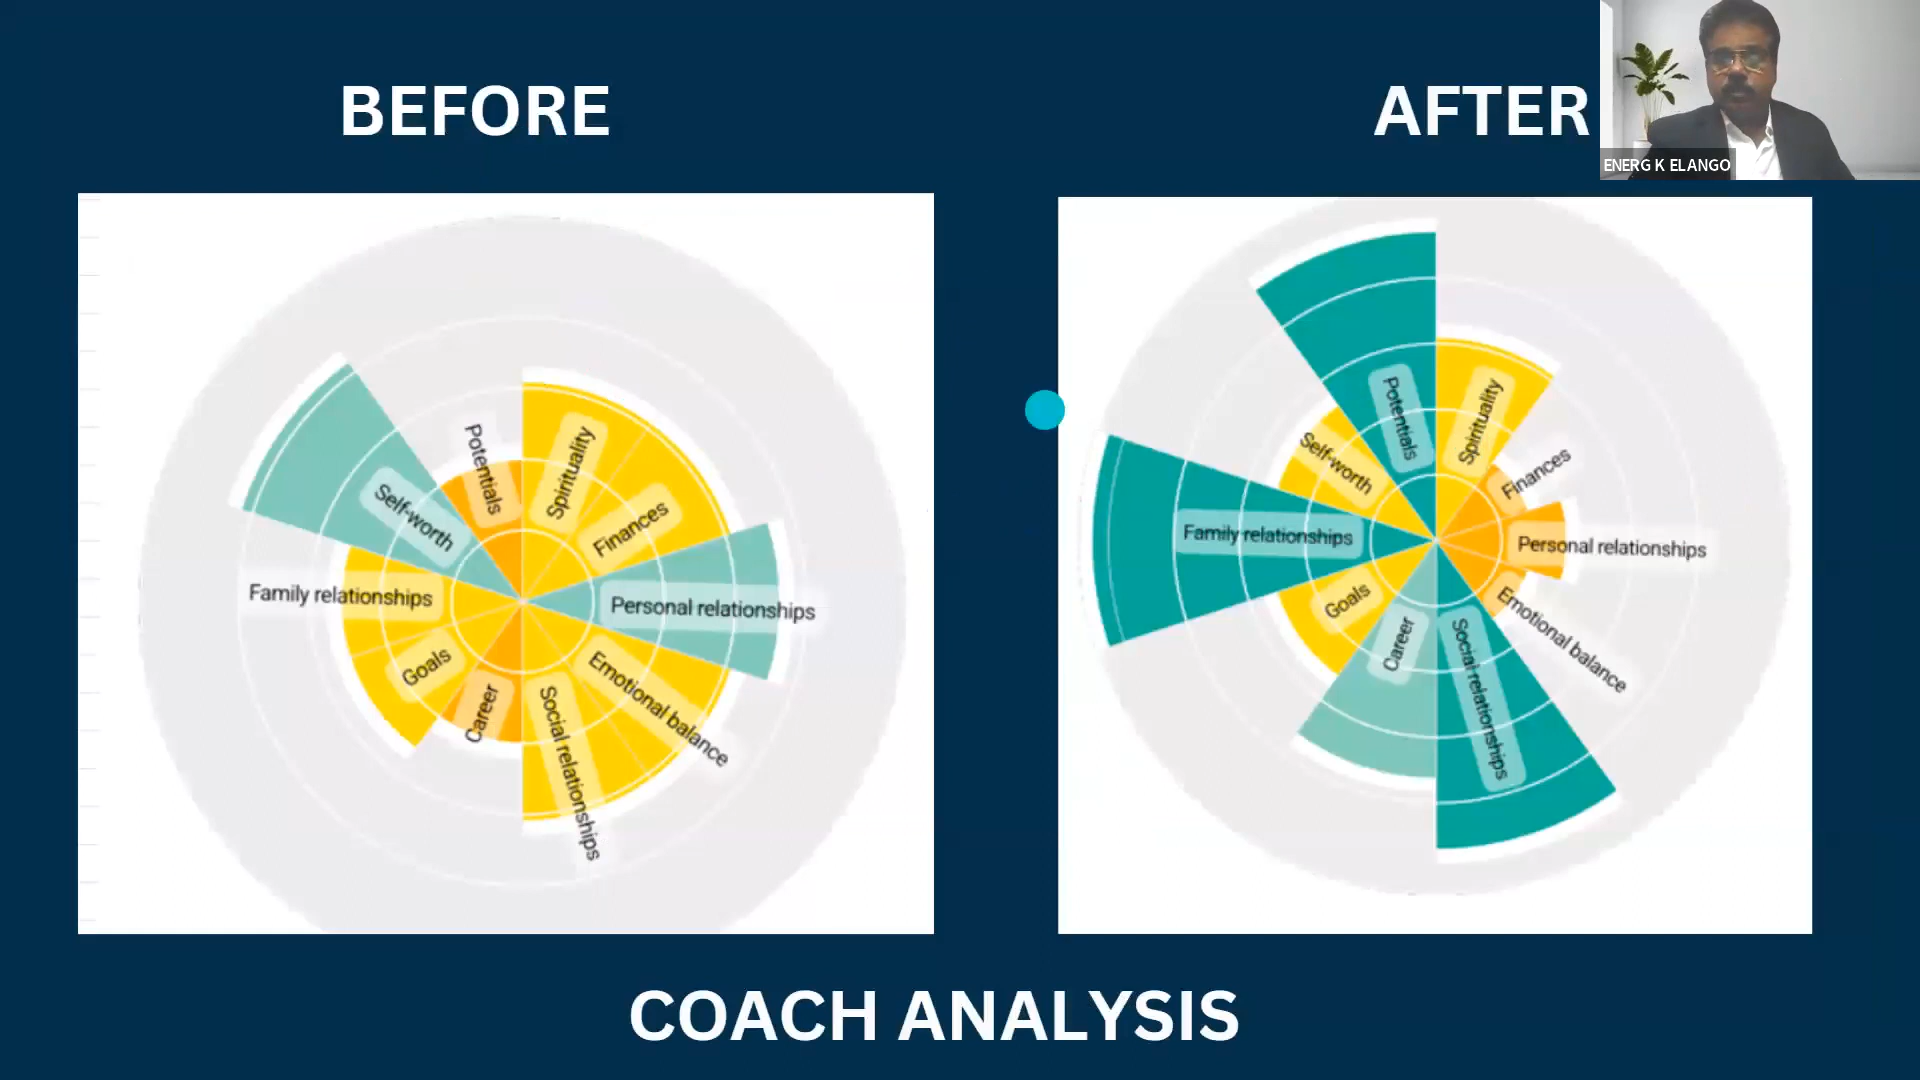 BEFORE
AFTER
ENERG K ELANGO
Potentials
Spirituality
Finances
Self-worth
Family relationships
Personal relationships
Goals
Career
Social relationships
Emotional balance
Potentials
Spirituality
Finances
Self-worth
Family relationships
Personal relationships
Goals
Career
Social relationships
Emotional balance
COACH ANALYSIS